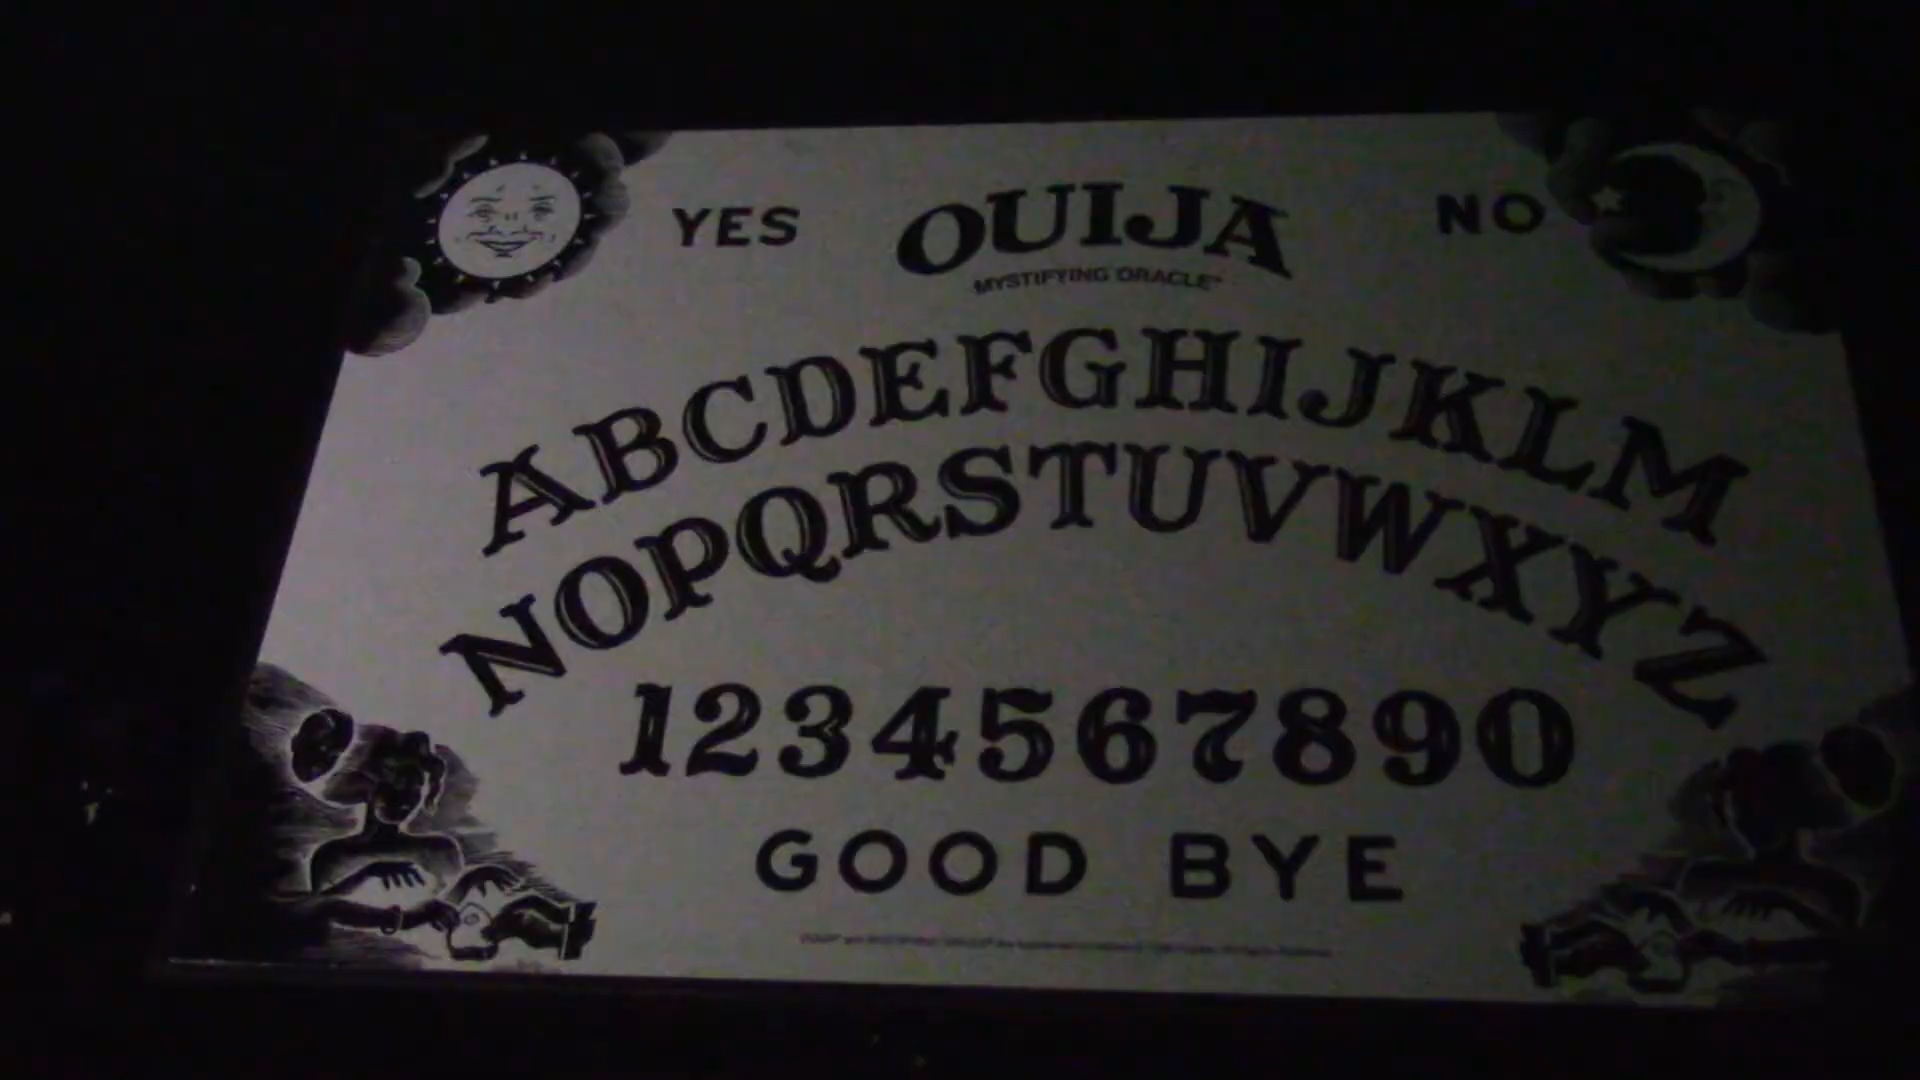 YES OUIJA NO
MYSTIFYING ORACLE
ABCDEFGHIJKLM
NOPQRSTUVWXYZ
1234567890
GOOD BYE